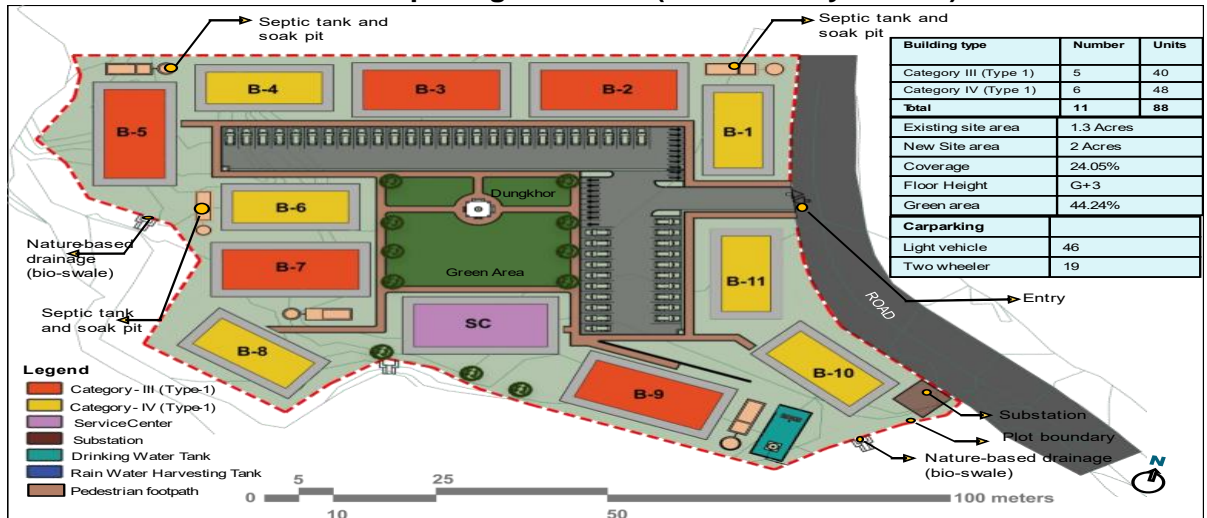 Septic tank and
soak pit
Septic tank and
soak pit
Building type Number Units
Category III (Type 1) 5 40
Category IV (Type 1) 6 48
Total 11 88
Existing site area 1.3 Acres
New Site area 2 Acres
Coverage 24.05%
Floor Height G+3
Green area 44.24%
Carparking
Light vehicle 46
Two wheeler 19
B-4
B-3
B-2
B-1
B-5
Dungkhor
B-6
Nature-based
drainage
(bio-swale)
B-7
Green Area
B-11
Entry
ROAD
Septic tank
and soak pit
SC
B-8
B-10
B-9
Substation
Plot boundary
Nature-based drainage
(bio-swale)
Legend
Category - III (Type-1)
Category - IV (Type-1)
Service Center
Substation
Drinking Water Tank
Rain Water Harvesting Tank
Pedestrian footpath
N
0 5 10 25 50 100 meters